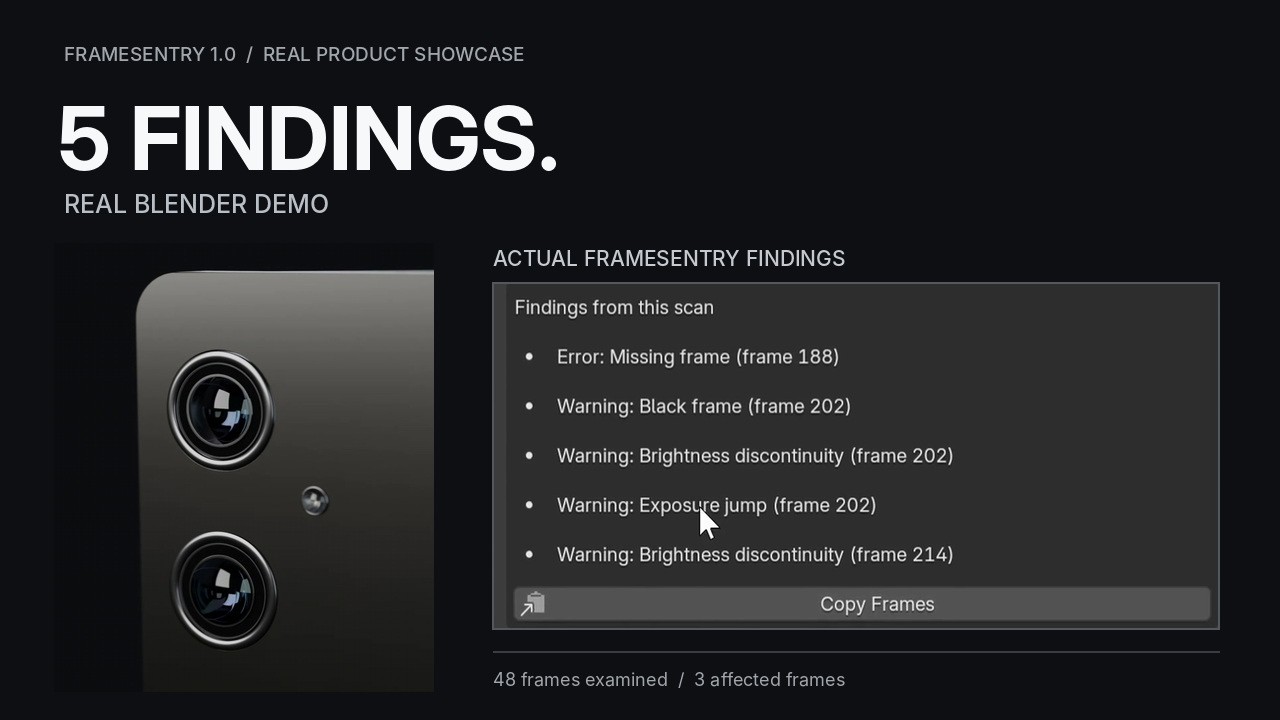 FRAMESENTRY 1.0 / REAL PRODUCT SHOWCASE
5 FINDINGS.
REAL BLENDER DEMO
ACTUAL FRAMESENTRY FINDINGS
Findings from this scan
• Error: Missing frame (frame 188)
• Warning: Black frame (frame 202)
• Warning: Brightness discontinuity (frame 202)
• Warning: Exposure jump (frame 202)
• Warning: Brightness discontinuity (frame 214)
Copy Frames
48 frames examined / 3 affected frames